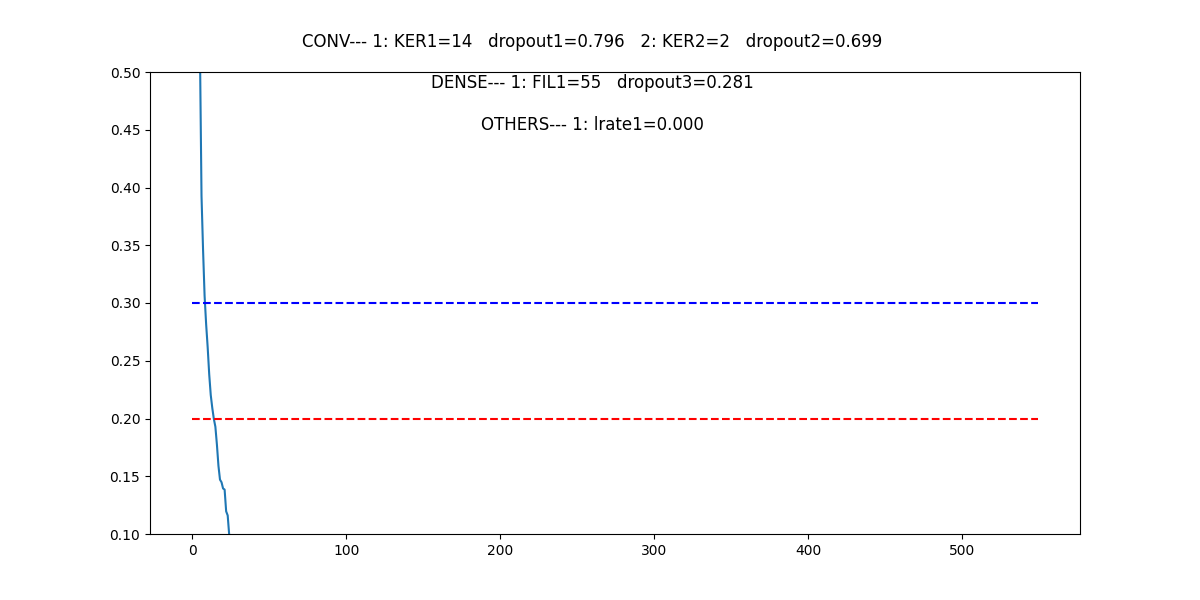 CONV--- 1: KER1=14   dropout1=0.796   2: KER2=2   dropout2=0.699
DENSE--- 1: FIL1=55   dropout3=0.281
OTHERS--- 1: lrate1=0.000
0.50
0.45
0.40
0.35
0.30
0.25
0.20
0.15
0.10
0 100 200 300 400 500